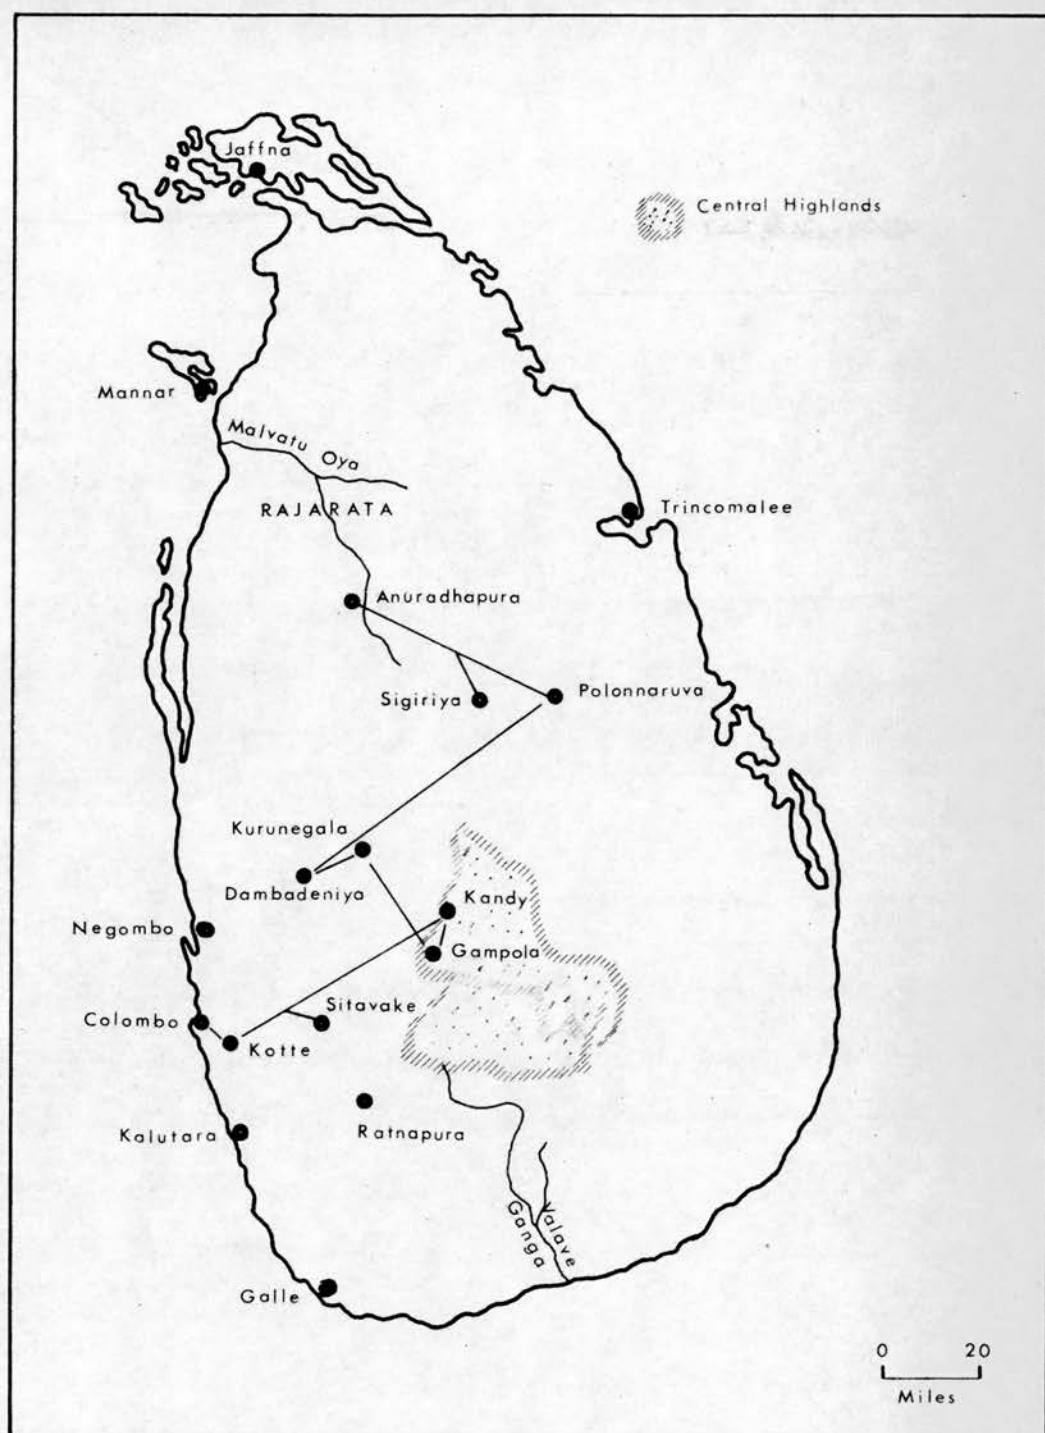 Jaffna
Central Highlands
Mannar
Malvatu Oya
RAJARATA
Trincomalee
Anuradhapura
Sigiriya
Polonnaruva
Kurunegala
Dambadeniya
Kandy
Negombo
Gampola
Sitavake
Colombo
Kotte
Kalutara
Ratnapura
Valave
Ganga
Galle
0 20
Miles